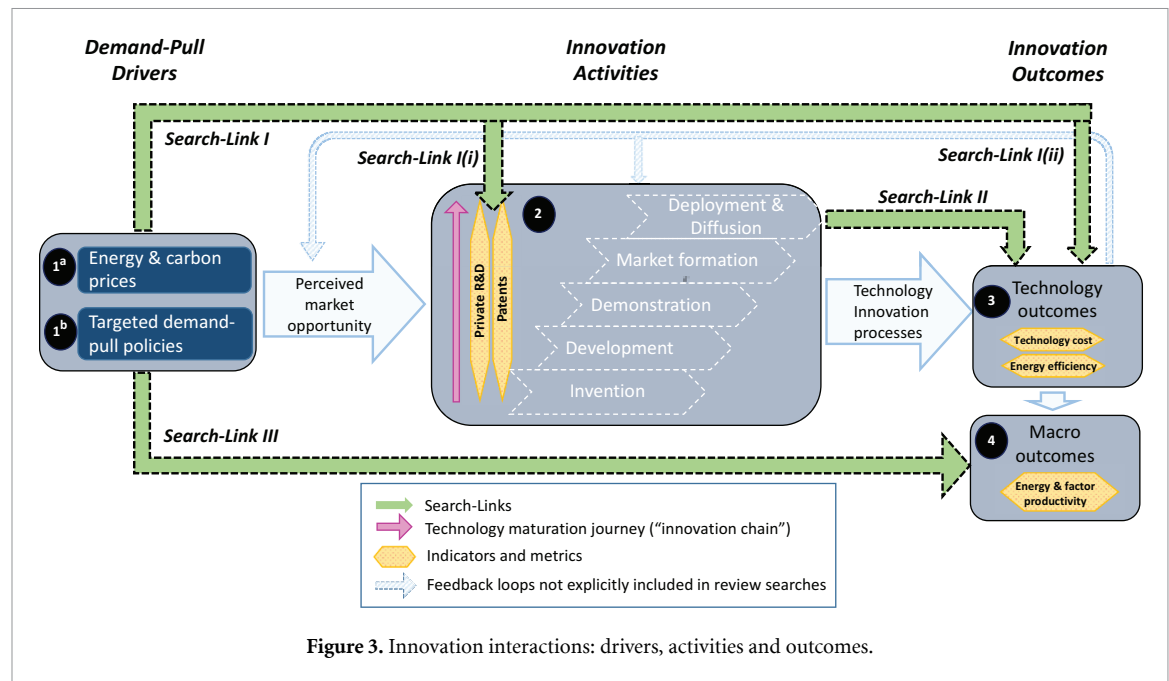 Demand-Pull
Drivers
Innovation
Activities
Innovation
Outcomes
Search-Link I
Search-Link I(i)
Search-Link I(ii)
Search-Link II
1a
Energy & carbon
prices
1b
Targeted demand-
pull policies
Perceived
market
opportunity
2
Private R&D
Patents
Deployment &
Diffusion
Market formation
Demonstration
Development
Invention
Technology
Innovation
processes
3
Technology
outcomes
Technology cost
Energy efficiency
Search-Link III
4
Macro
outcomes
Energy & factor
productivity
Search-Links
Technology maturation journey (“innovation chain”)
Indicators and metrics
Feedback loops not explicitly included in review searches
Figure 3. Innovation interactions: drivers, activities and outcomes.